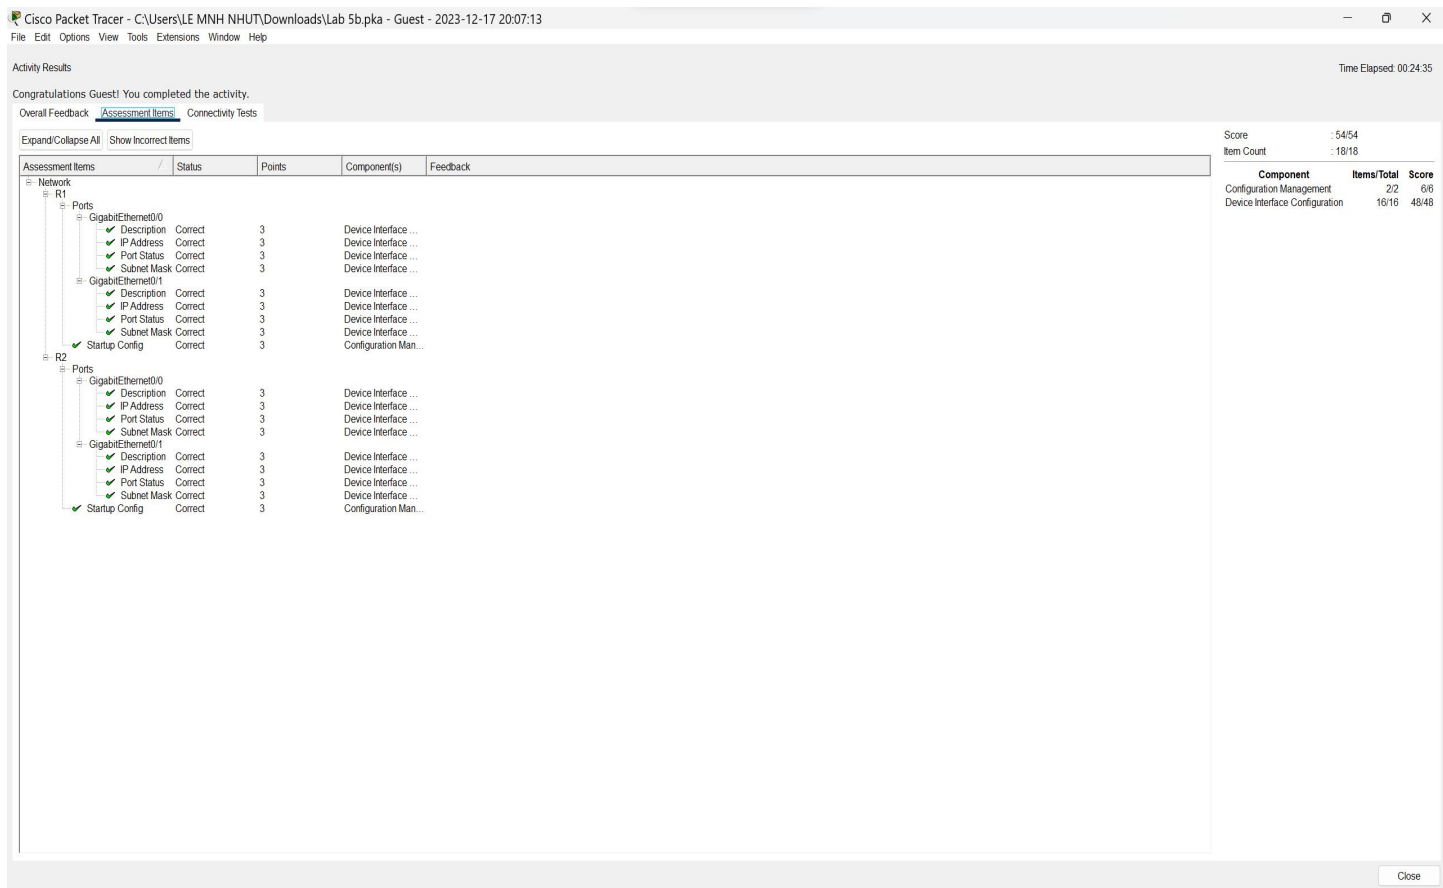 Cisco Packet Tracer - C:\Users\LE MNH NHUT\Downloads\Lab 5b.pka - Guest - 2023-12-17 20:07:13
File Edit Options View Tools Extensions Window Help
Activity Results
Time Elapsed: 00:24:35
Congratulations Guest! You completed the activity.
Overall Feedback Assessment Items Connectivity Tests
Expand/Collapse All Show Incorrect Items
Assessment Items Status Points Component(s) Feedback
Network
R1
Ports
GigabitEthernet0/0
Description Correct 3 Device Interface ...
IP Address Correct 3 Device Interface ...
Port Status Correct 3 Device Interface ...
Subnet Mask Correct 3 Device Interface ...
GigabitEthernet0/1
Description Correct 3 Device Interface ...
IP Address Correct 3 Device Interface ...
Port Status Correct 3 Device Interface ...
Subnet Mask Correct 3 Device Interface ...
Startup Config Correct 3 Configuration Man...
R2
Ports
GigabitEthernet0/0
Description Correct 3 Device Interface ...
IP Address Correct 3 Device Interface ...
Port Status Correct 3 Device Interface ...
Subnet Mask Correct 3 Device Interface ...
GigabitEthernet0/1
Description Correct 3 Device Interface ...
IP Address Correct 3 Device Interface ...
Port Status Correct 3 Device Interface ...
Subnet Mask Correct 3 Device Interface ...
Startup Config Correct 3 Configuration Man...
Score : 54/54
Item Count : 18/18
Component Items/Total Score
Configuration Management 2/2 6/6
Device Interface Configuration 16/16 48/48
Close